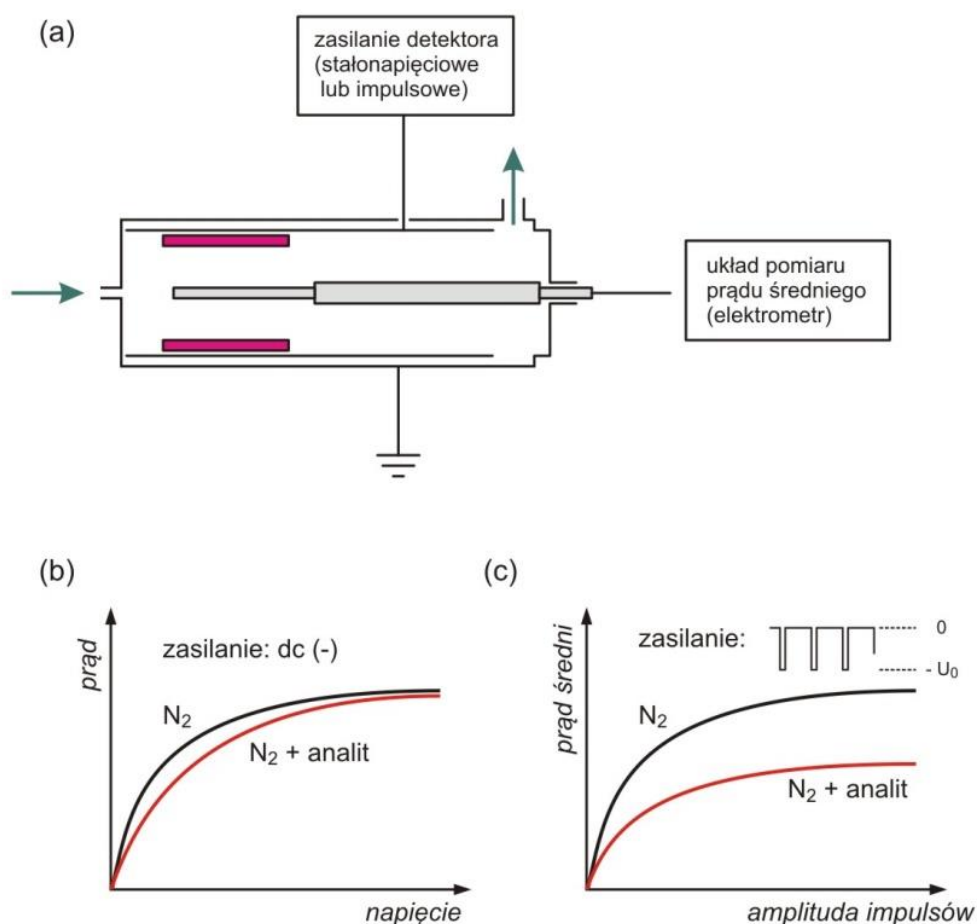 (a)
zasilanie detektora
(stałonapięciowe
lub impulsowe)
układ pomiaru
prądu średniego
(elektrometr)
(b)
prąd
zasilanie: dc (-)
N₂
N₂ + analit
napięcie
(c)
prąd średni
zasilanie:
0
- U₀
N₂
N₂ + analit
amplituda impulsów